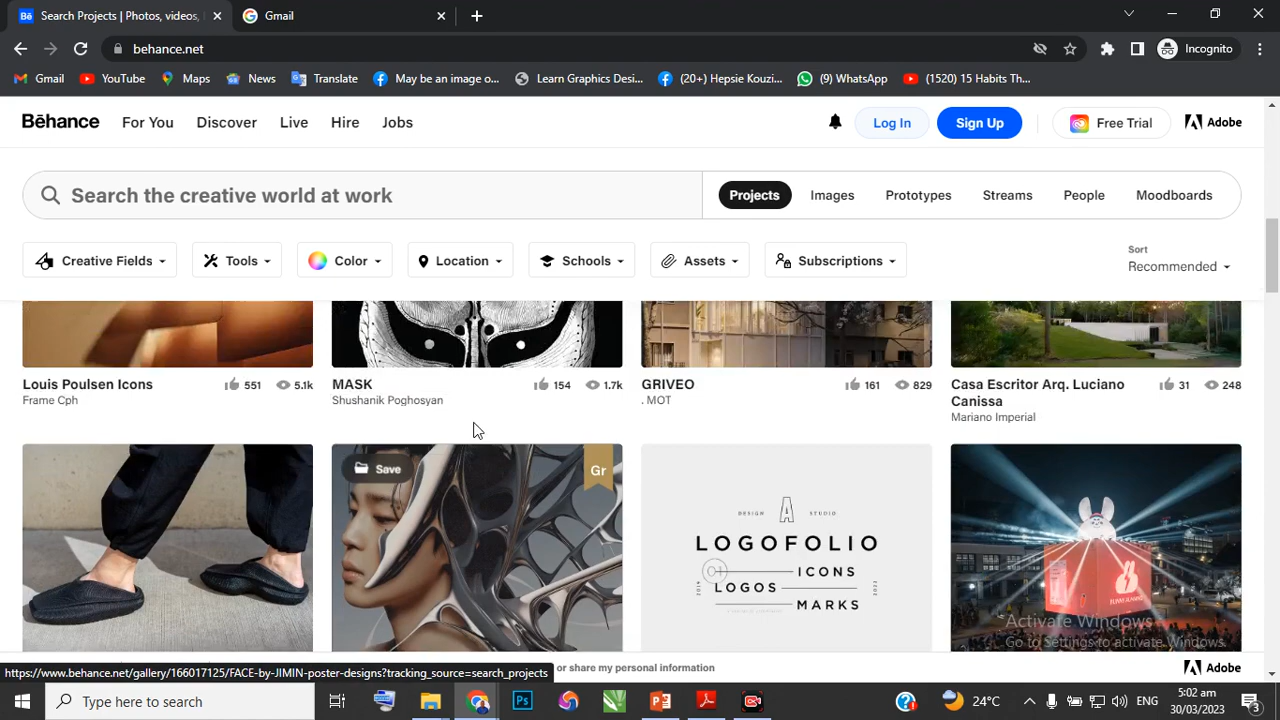 Bē Search Projects | Photos, videos,
Gmail
behance.net
Incognito
Gmail
YouTube
Maps
News
Translate
May be an image o...
Learn Graphics Desi...
(20+) Hepsie Kouzi...
(9) WhatsApp
(1520) 15 Habits Th...
Bēhance
For You
Discover
Live
Hire
Jobs
Log In
Sign Up
Free Trial
Adobe
Search the creative world at work
Projects
Images
Prototypes
Streams
People
Moodboards
Creative Fields
Tools
Color
Location
Schools
Assets
Subscriptions
Sort
Recommended
Louis Poulsen Icons 551 5.1k
Frame Cph
MASK 154 1.7k
Shushanik Poghosyan
GRIVEO 161 829
. MOT
Casa Escritor Arq. Luciano 31 248
Canissa
Mariano Imperial
Save
Gr
DESIGN A STUDIO
LOGOFOLIO
ICONS
LOGOS
MARKS
Activate Windows
Go to Settings to activate Windows.
https://www.behance.net/gallery/166017125/FACE-by-JIMIN-poster-designs?tracking_source=search_projects
or share my personal information
Adobe
Type here to search
Ps
24°C
ENG
5:02 am
30/03/2023
3